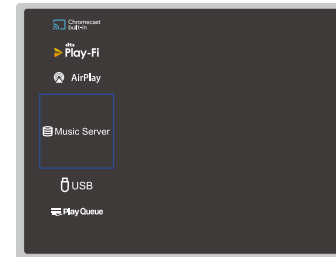 Chromecast
built-in
dts
Play-Fi
AirPlay
Music Server
USB
Play Queue